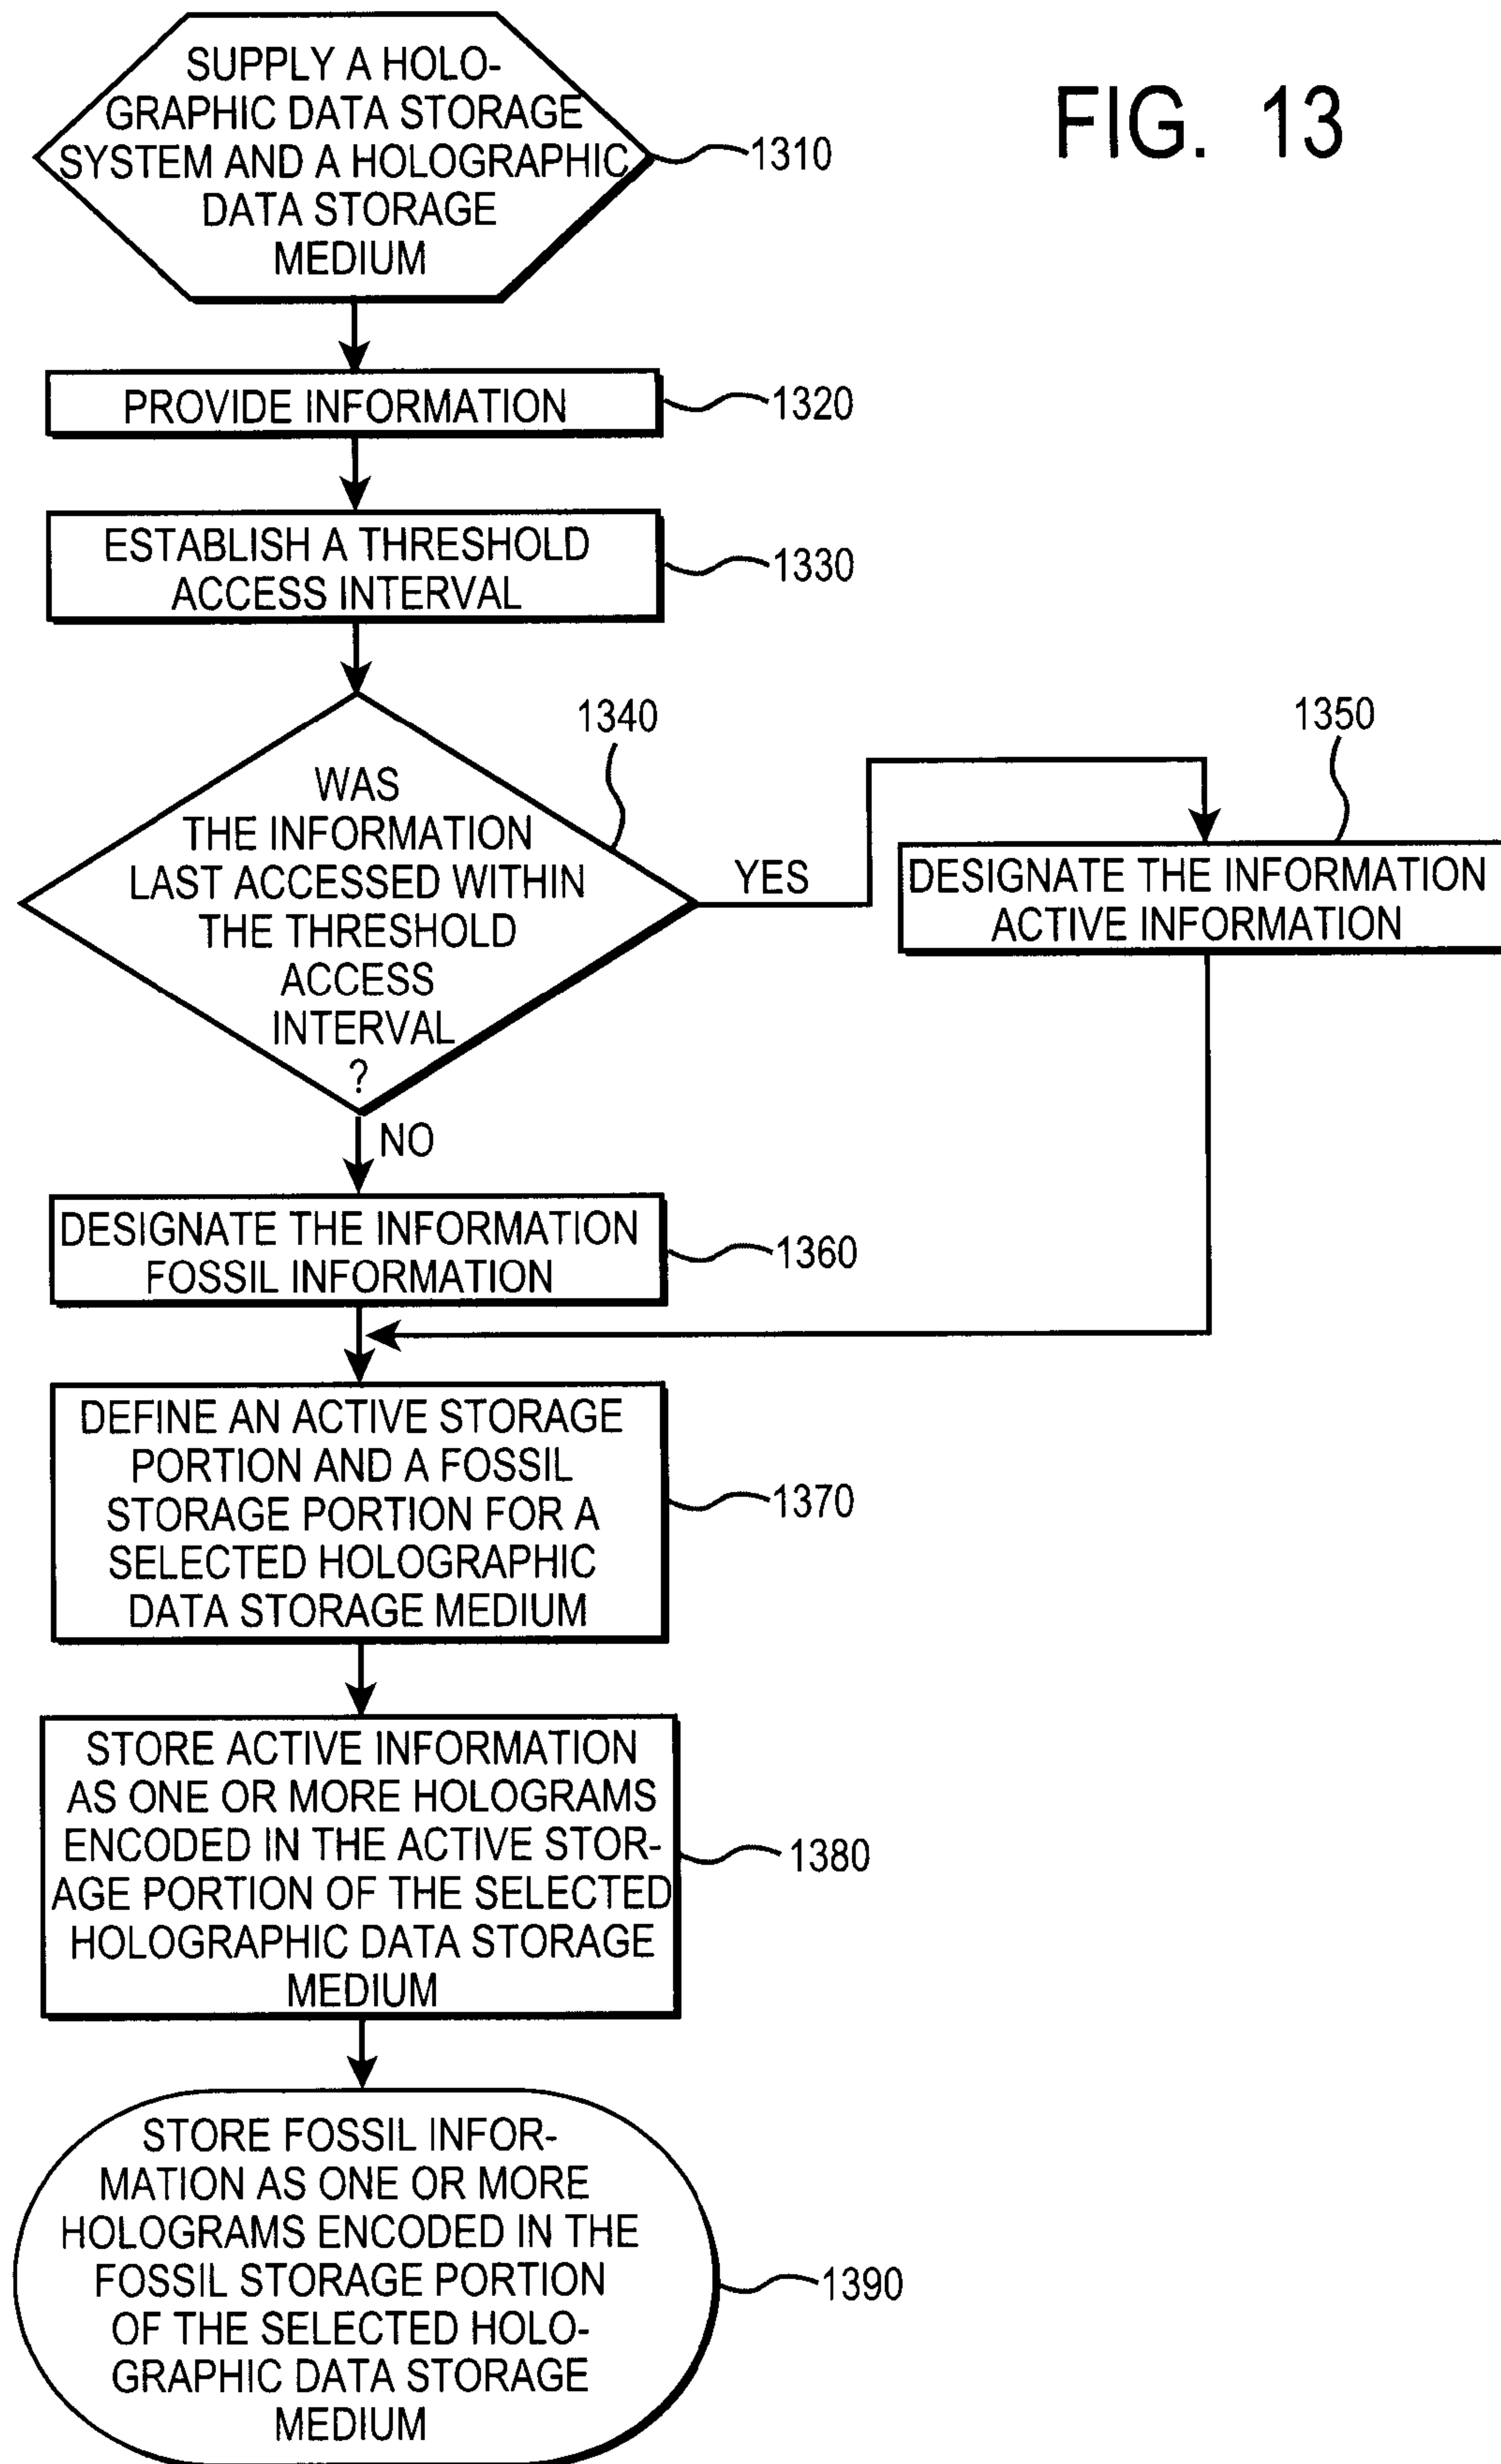 FIG. 13
SUPPLY A HOLO-
GRAPHIC DATA STORAGE
SYSTEM AND A HOLOGRAPHIC
DATA STORAGE
MEDIUM
1310
PROVIDE INFORMATION
1320
ESTABLISH A THRESHOLD
ACCESS INTERVAL
1330
1340
WAS
THE INFORMATION
LAST ACCESSED WITHIN
THE THRESHOLD
ACCESS
INTERVAL
?
YES
1350
DESIGNATE THE INFORMATION
ACTIVE INFORMATION
NO
DESIGNATE THE INFORMATION
FOSSIL INFORMATION
1360
DEFINE AN ACTIVE STORAGE
PORTION AND A FOSSIL
STORAGE PORTION FOR A
SELECTED HOLOGRAPHIC
DATA STORAGE MEDIUM
1370
STORE ACTIVE INFORMATION
AS ONE OR MORE HOLOGRAMS
ENCODED IN THE ACTIVE STOR-
AGE PORTION OF THE SELECTED
HOLOGRAPHIC DATA STORAGE
MEDIUM
1380
STORE FOSSIL INFOR-
MATION AS ONE OR MORE
HOLOGRAMS ENCODED IN THE
FOSSIL STORAGE PORTION
OF THE SELECTED HOLO-
GRAPHIC DATA STORAGE
MEDIUM
1390